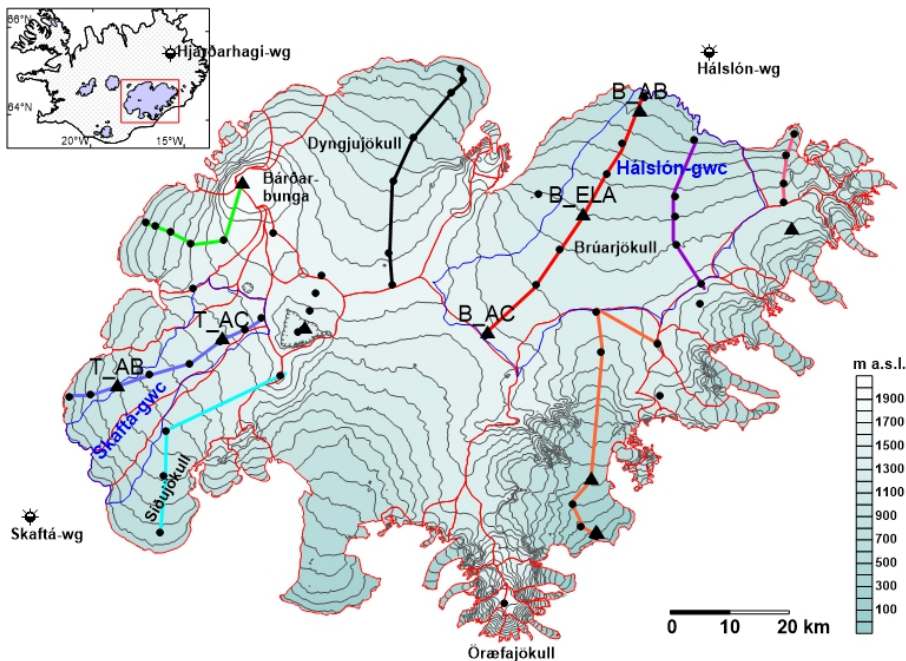 66°N
64°N
20°W
15°W
Hjarðarhagi-wg
Hálslón-wg
B_AB
Dyngjujökull
Hálslón-gwc
Bárðar-
bunga
B_ELA
Brúarjökull
T_AC
B_AC
T_AB
Skaftá-gwc
Síðujökull
Skaftá-wg
Öræfajökull
m a.s.l.
1900
1700
1500
1300
1100
900
700
500
300
100
0 10 20 km